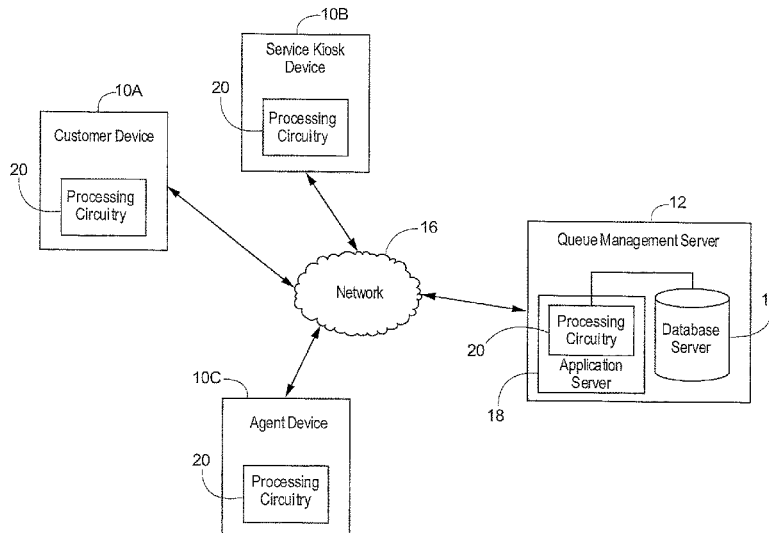 10B
Service Kiosk
Device
20
Processing
Circuitry
10A
Customer Device
20
Processing
Circuitry
12
Queue Management Server
16
Network
Processing
Circuitry
20
Application
Server
18
Database
Server
10C
Agent Device
20
Processing
Circuitry